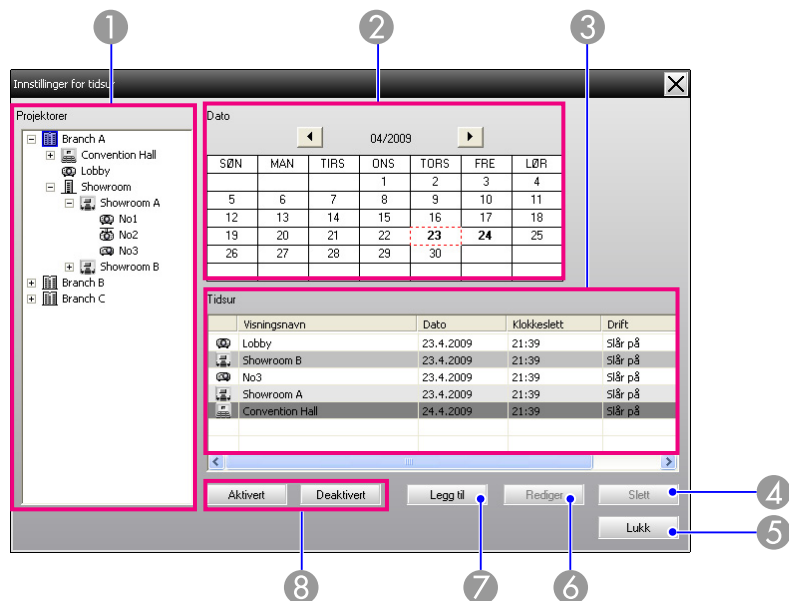 1
2
3
Innstillinger for tidsur
Projektorer
Branch A
Convention Hall
Lobby
Showroom
Showroom A
No1
No2
No3
Showroom B
Branch B
Branch C
Dato
04/2009
SØN MAN TIRS ONS TORS FRE LØR
1 2 3 4
5 6 7 8 9 10 11
12 13 14 15 16 17 18
19 20 21 22 23 24 25
26 27 28 29 30
Tidsur
Visningsnavn Dato Klokkeslett Drift
Lobby 23.4.2009 21:39 Slår på
Showroom B 23.4.2009 21:39 Slår på
No3 23.4.2009 21:39 Slår på
Showroom A 23.4.2009 21:39 Slår på
Convention Hall 24.4.2009 21:39 Slår på
Aktivert Deaktivert Legg til Rediger Slett
4
Lukk
5
8
7
6